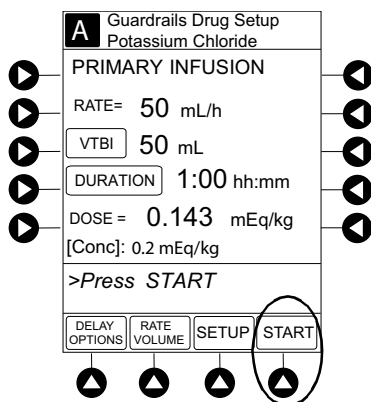 A Guardrails Drug Setup
Potassium Chloride
PRIMARY INFUSION
RATE= 50 mL/h
VTBI 50 mL
DURATION 1:00 hh:mm
DOSE = 0.143 mEq/kg
[Conc]: 0.2 mEq/kg
>Press START
DELAY OPTIONS RATE VOLUME SETUP START